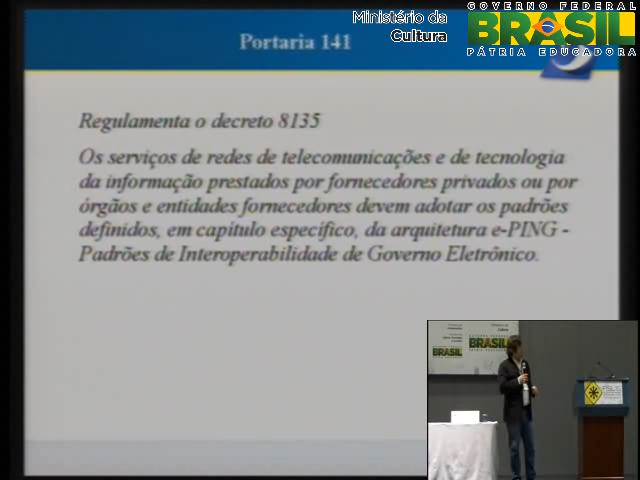 Ministério da
Cultura
GOVERNO FEDERAL
BRASIL
PÁTRIA EDUCADORA
Portaria 141
Regulamenta o decreto 8135
Os serviços de redes de telecomunicações e de tecnologia
da informação prestados por fornecedores privados ou por
órgãos e entidades fornecedores devem adotar os padrões
definidos, em capítulo específico, da arquitetura e-PING -
Padrões de Interoperabilidade de Governo Eletrônico.
BRASIL
BRASIL